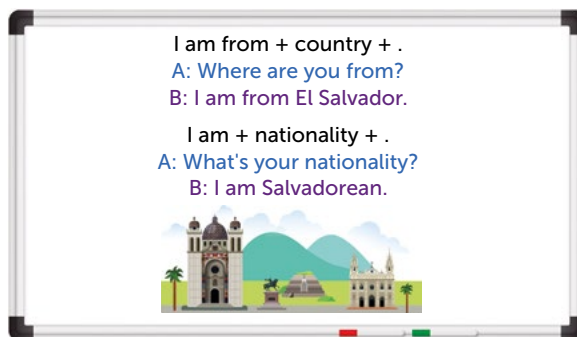 I am from + country + .
A: Where are you from?
B: I am from El Salvador.
I am + nationality + .
A: What's your nationality?
B: I am Salvadorean.